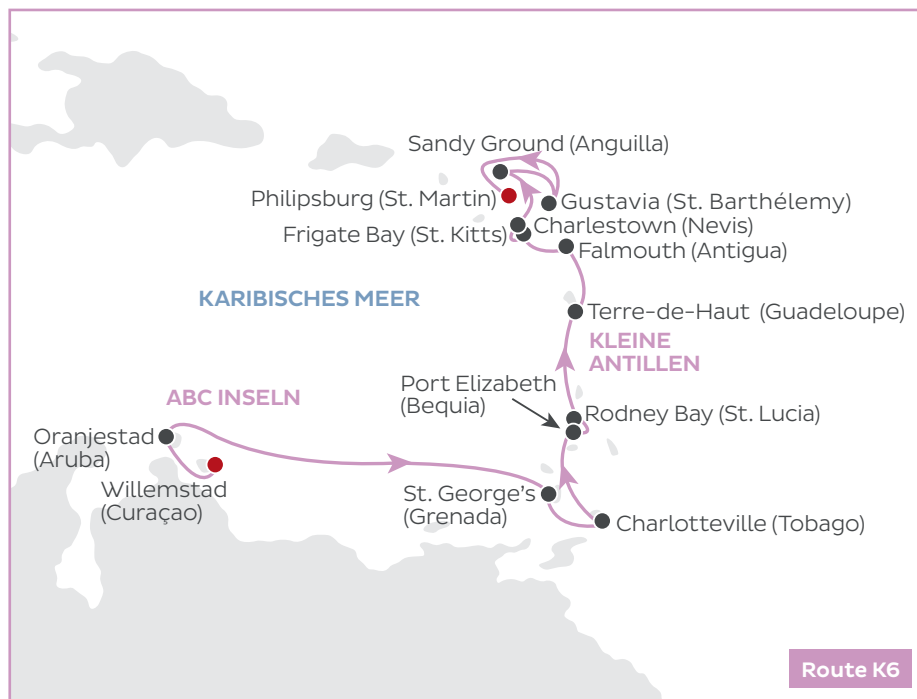 Sandy Ground (Anguilla)
Philipsburg (St. Martin)
Gustavia (St. Barthélemy)
Charlestown (Nevis)
Frigate Bay (St. Kitts)
Falmouth (Antigua)
KARIBISCHES MEER
Terre-de-Haut (Guadeloupe)
KLEINE
ANTILLEN
Port Elizabeth
(Bequia)
ABC INSELN
Rodney Bay (St. Lucia)
Oranjestad
(Aruba)
Willemstad
(Curaçao)
St. George's
(Grenada)
Charlotteville (Tobago)
Route K6